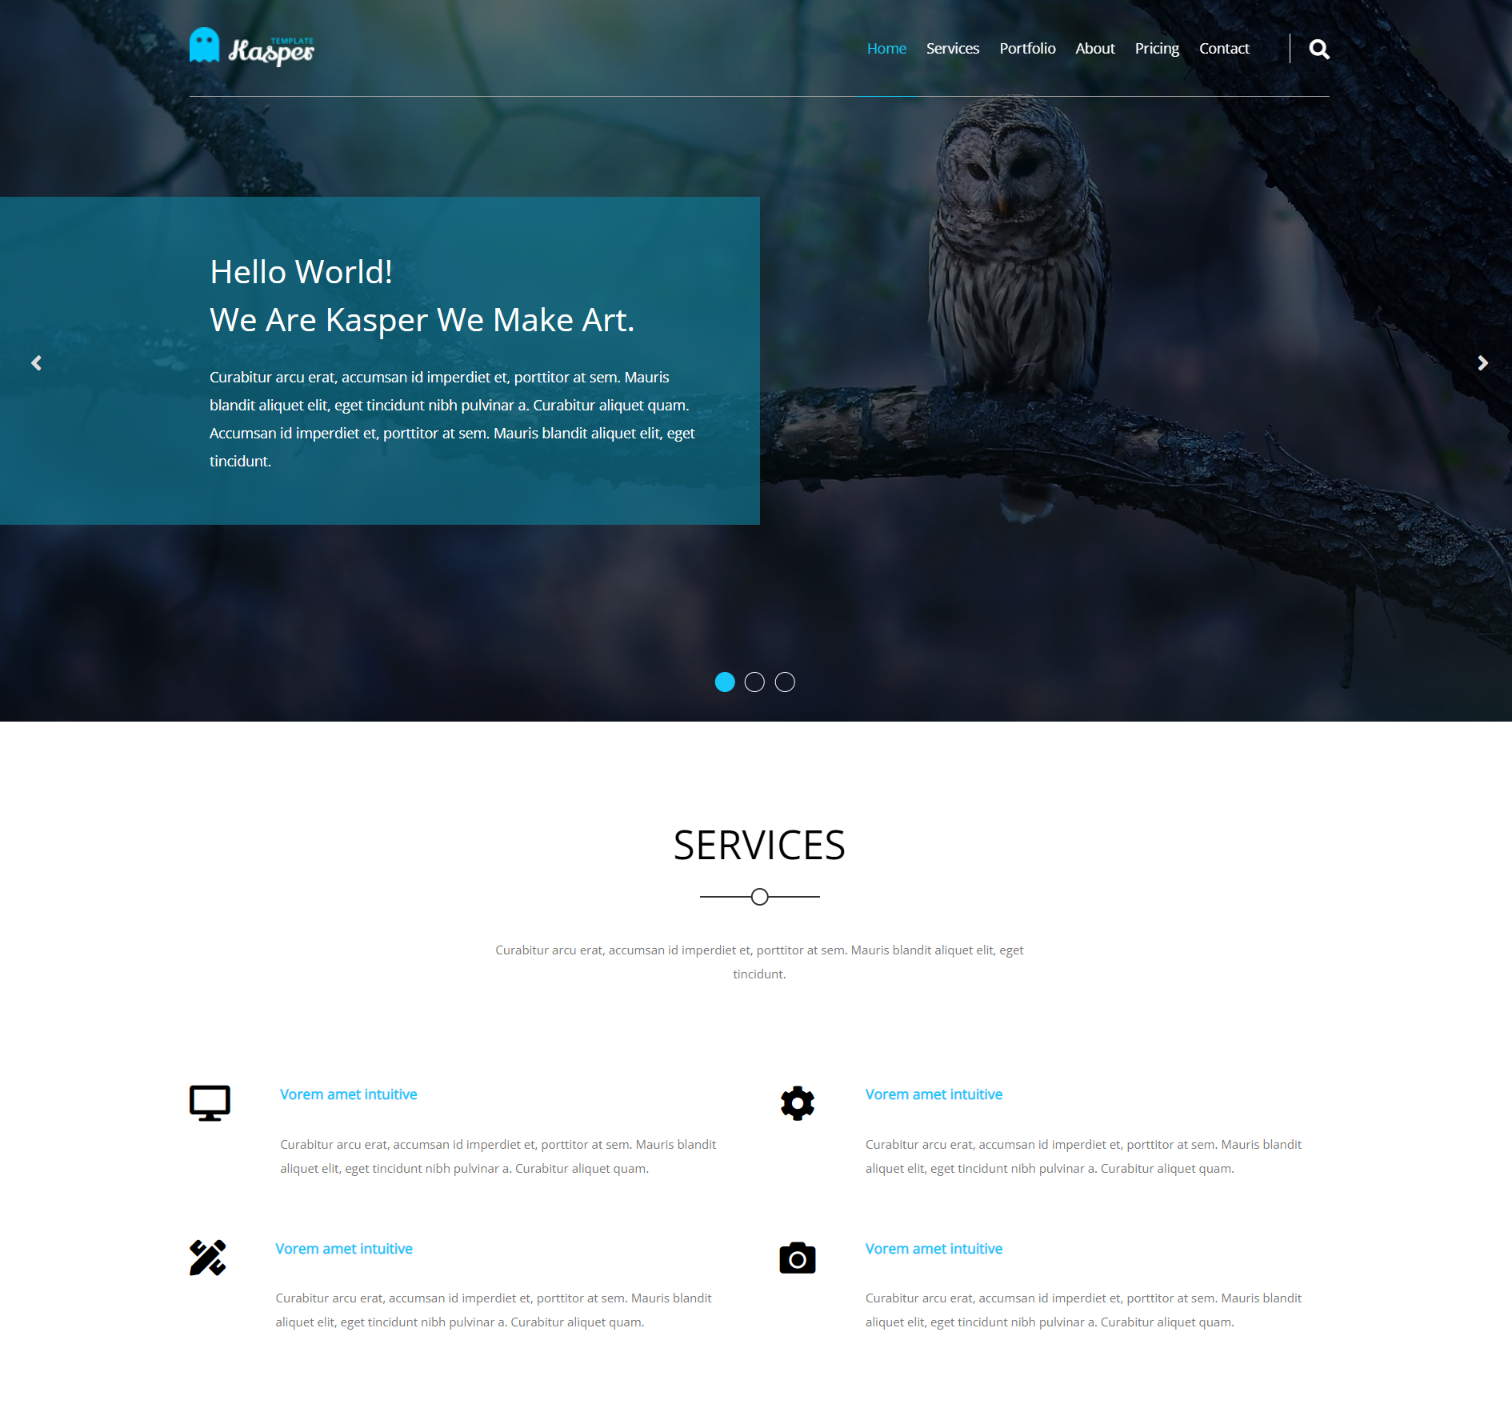 TEMPLATE
Kasper
Home Services Portfolio About Pricing Contact
Hello World!
We Are Kasper We Make Art.
Curabitur arcu erat, accumsan id imperdiet et, porttitor at sem. Mauris
blandit aliquet elit, eget tincidunt nibh pulvinar a. Curabitur aliquet quam.
Accumsan id imperdiet et, porttitor at sem. Mauris blandit aliquet elit, eget
tincidunt.
SERVICES
Curabitur arcu erat, accumsan id imperdiet et, porttitor at sem. Mauris blandit aliquet elit, eget
tincidunt.
Vorem amet intuitive
Curabitur arcu erat, accumsan id imperdiet et, porttitor at sem. Mauris blandit
aliquet elit, eget tincidunt nibh pulvinar a. Curabitur aliquet quam.
Vorem amet intuitive
Curabitur arcu erat, accumsan id imperdiet et, porttitor at sem. Mauris blandit
aliquet elit, eget tincidunt nibh pulvinar a. Curabitur aliquet quam.
Vorem amet intuitive
Curabitur arcu erat, accumsan id imperdiet et, porttitor at sem. Mauris blandit
aliquet elit, eget tincidunt nibh pulvinar a. Curabitur aliquet quam.
Vorem amet intuitive
Curabitur arcu erat, accumsan id imperdiet et, porttitor at sem. Mauris blandit
aliquet elit, eget tincidunt nibh pulvinar a. Curabitur aliquet quam.